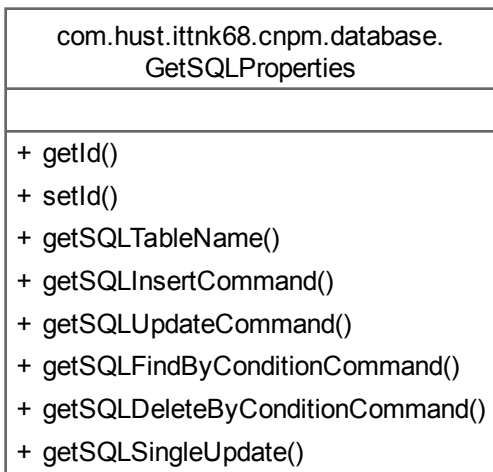 com.hust.ittnk68.cnpm.database.
GetSQLProperties
+ getId()
+ setId()
+ getSQLTableName()
+ getSQLInsertCommand()
+ getSQLUpdateCommand()
+ getSQLFindByConditionCommand()
+ getSQLDeleteByConditionCommand()
+ getSQLSingleUpdate()